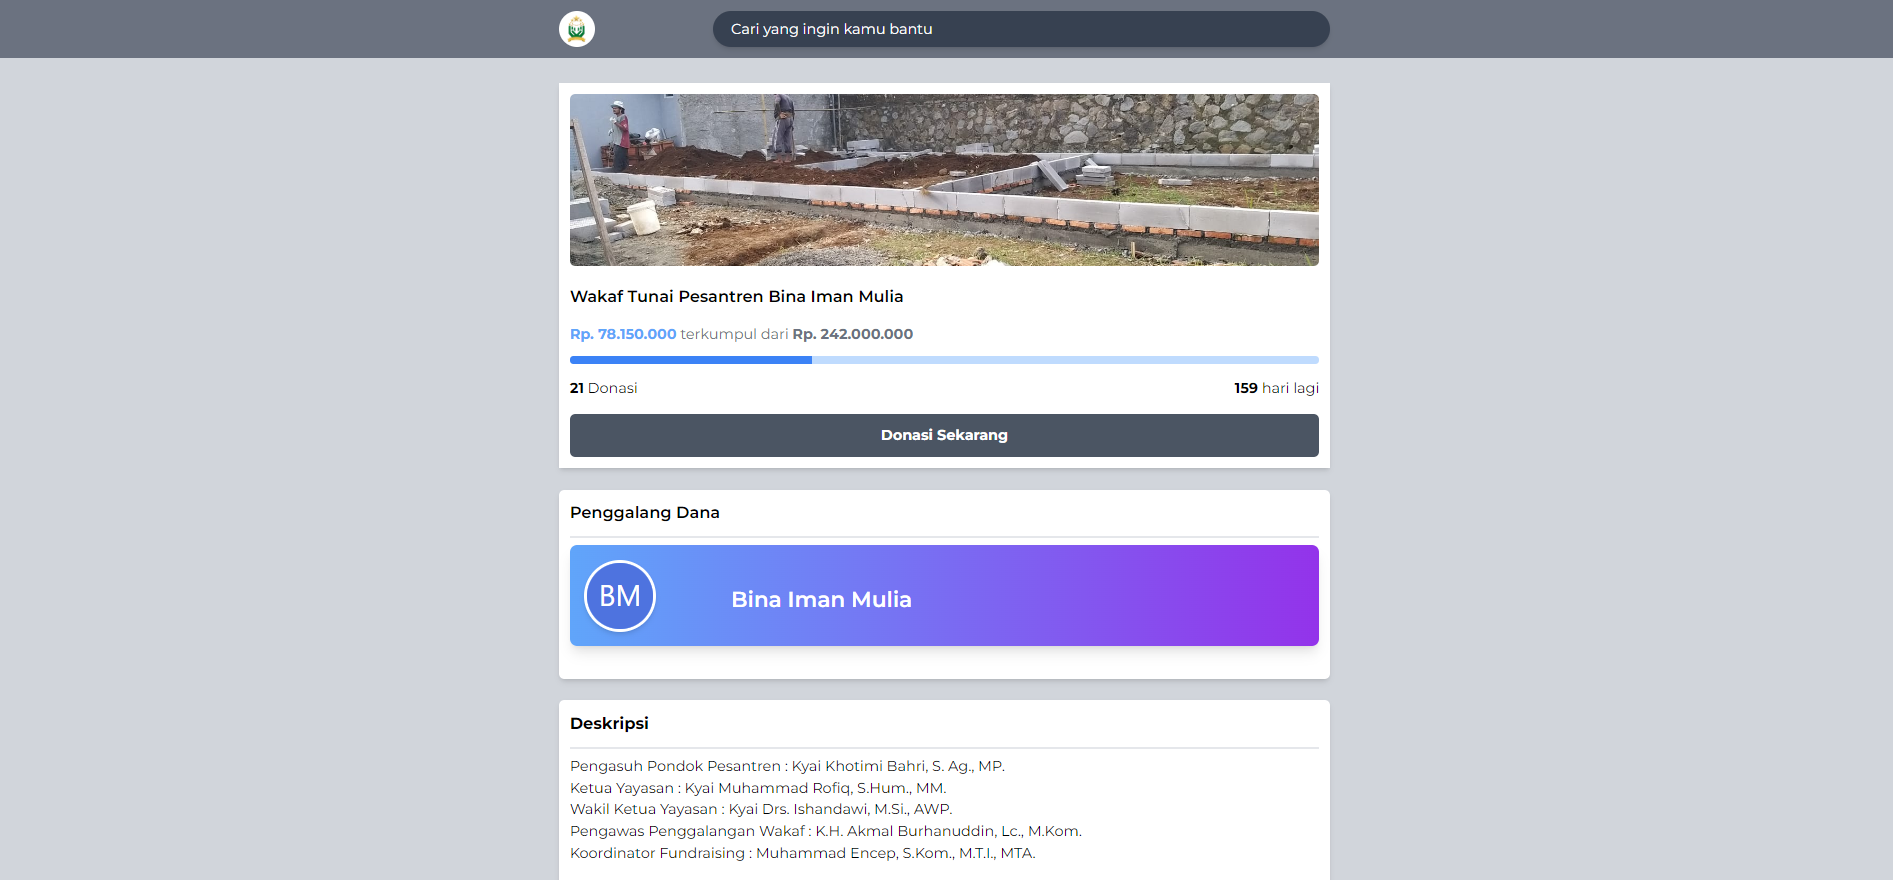 Cari yang ingin kamu bantu
Wakaf Tunai Pesantren Bina Iman Mulia
Rp. 78.150.000 terkumpul dari Rp. 242.000.000
21 Donasi
159 hari lagi
Donasi Sekarang
Penggalang Dana
BM
Bina Iman Mulia
Deskripsi
Pengasuh Pondok Pesantren : Kyai Khotimi Bahri, S. Ag., MP.
Ketua Yayasan : Kyai Muhammad Rofiq, S.Hum., MM.
Wakil Ketua Yayasan : Kyai Drs. Ishandawi, M.Si., AWP.
Pengawas Penggalangan Wakaf : K.H. Akmal Burhanuddin, Lc., M.Kom.
Koordinator Fundraising : Muhammad Encep, S.Kom., M.T.I., MTA.